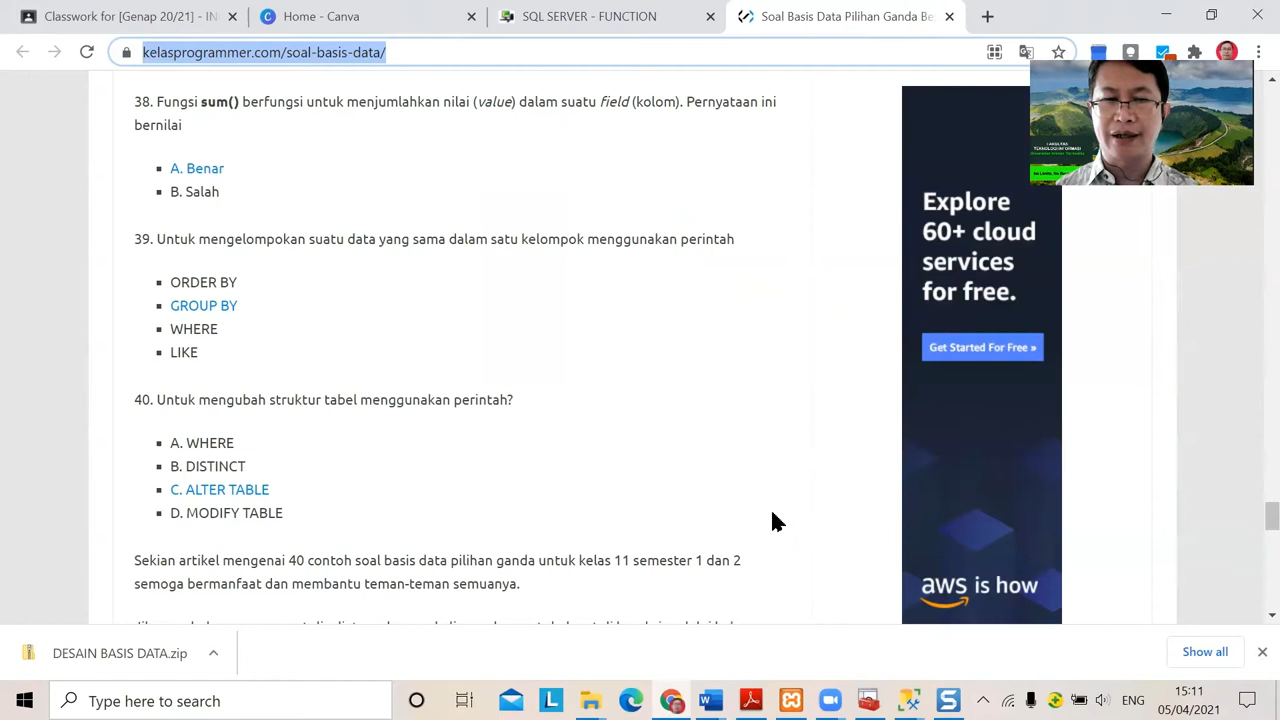 Classwork for [Genap 20/21] - IN
Home - Canva
SQL SERVER - FUNCTION
Soal Basis Data Pilihan Ganda Be
kelasprogrammer.com/soal-basis-data/
FAKULTAS
TEKNOLOGI INFORMASI
38. Fungsi sum() berfungsi untuk menjumlahkan nilai (value) dalam suatu field (kolom). Pernyataan ini
bernilai
A. Benar
B. Salah
39. Untuk mengelompokan suatu data yang sama dalam satu kelompok menggunakan perintah
ORDER BY
GROUP BY
WHERE
LIKE
40. Untuk mengubah struktur tabel menggunakan perintah?
A. WHERE
B. DISTINCT
C. ALTER TABLE
D. MODIFY TABLE
Sekian artikel mengenai 40 contoh soal basis data pilihan ganda untuk kelas 11 semester 1 dan 2
semoga bermanfaat dan membantu teman-teman semuanya.
Explore
60+ cloud
services
for free.
Get Started For Free »
aws is how
DESAIN BASIS DATA.zip
Show all
Type here to search
ENG
15:11
05/04/2021